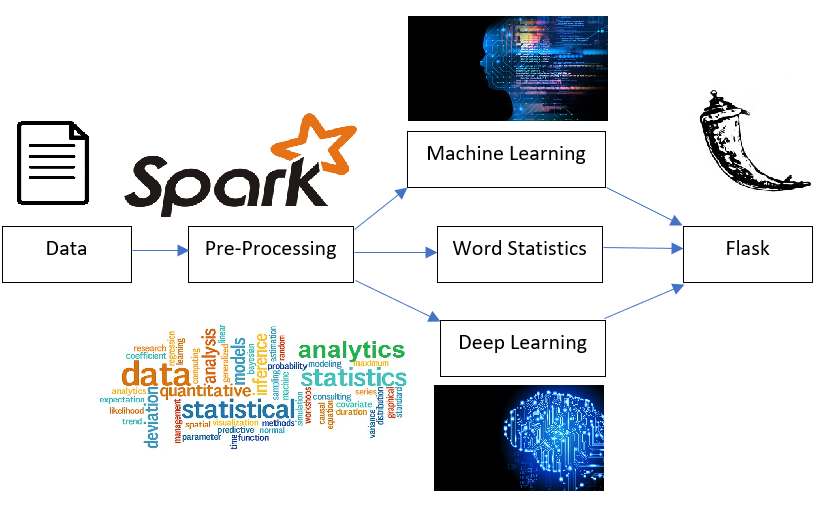 Machine Learning
Spark
Data
Pre-Processing
Word Statistics
Flask
Deep Learning
research
coefficient
regression
learning
computing
analysis
linear
generalized
models
bayesian
inference
estimation
random
analytics
probability
modeling
maximum
data
sampling
machine
statistics
analytics
quantitative
expectation
likelihood
trend
deviation
management
statistical
simulation
workshops
consulting
series
causal
equation
covariate
duration
variance
distribution
graphical
standard
spatial
visualization
methods
predictive
normal
parameter
time
function